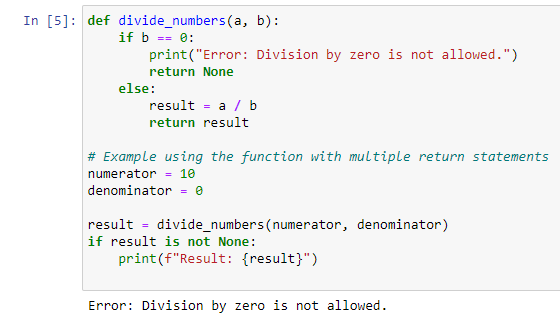 In [5]: def divide_numbers(a, b):
    if b == 0:
        print("Error: Division by zero is not allowed.")
        return None
    else:
        result = a / b
        return result

# Example using the function with multiple return statements
numerator = 10
denominator = 0

result = divide_numbers(numerator, denominator)
if result is not None:
    print(f"Result: {result}")

Error: Division by zero is not allowed.